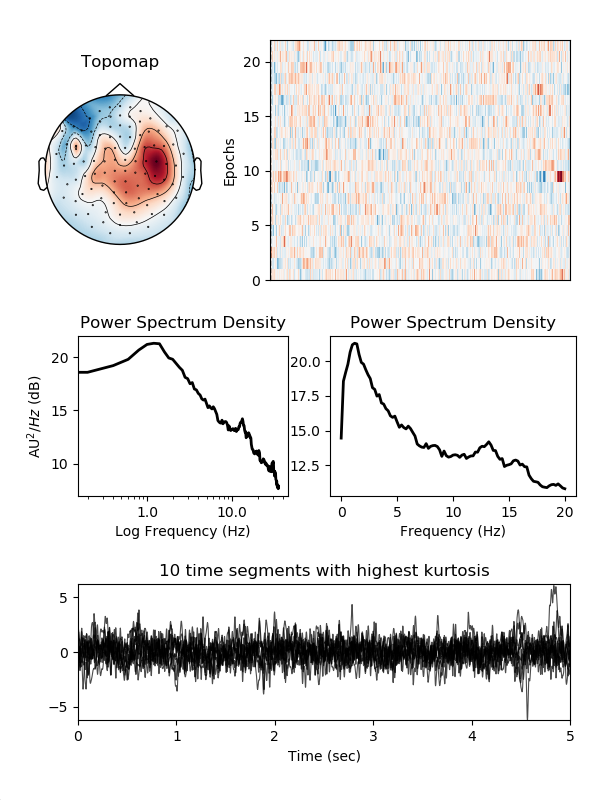 Topomap
Epochs
20
15
10
5
0
Power Spectrum Density
AU²/Hz (dB)
20
15
10
1.0 10.0
Log Frequency (Hz)
Power Spectrum Density
20.0
17.5
15.0
12.5
0 5 10 15 20
Frequency (Hz)
10 time segments with highest kurtosis
5
0
−5
0 1 2 3 4 5
Time (sec)